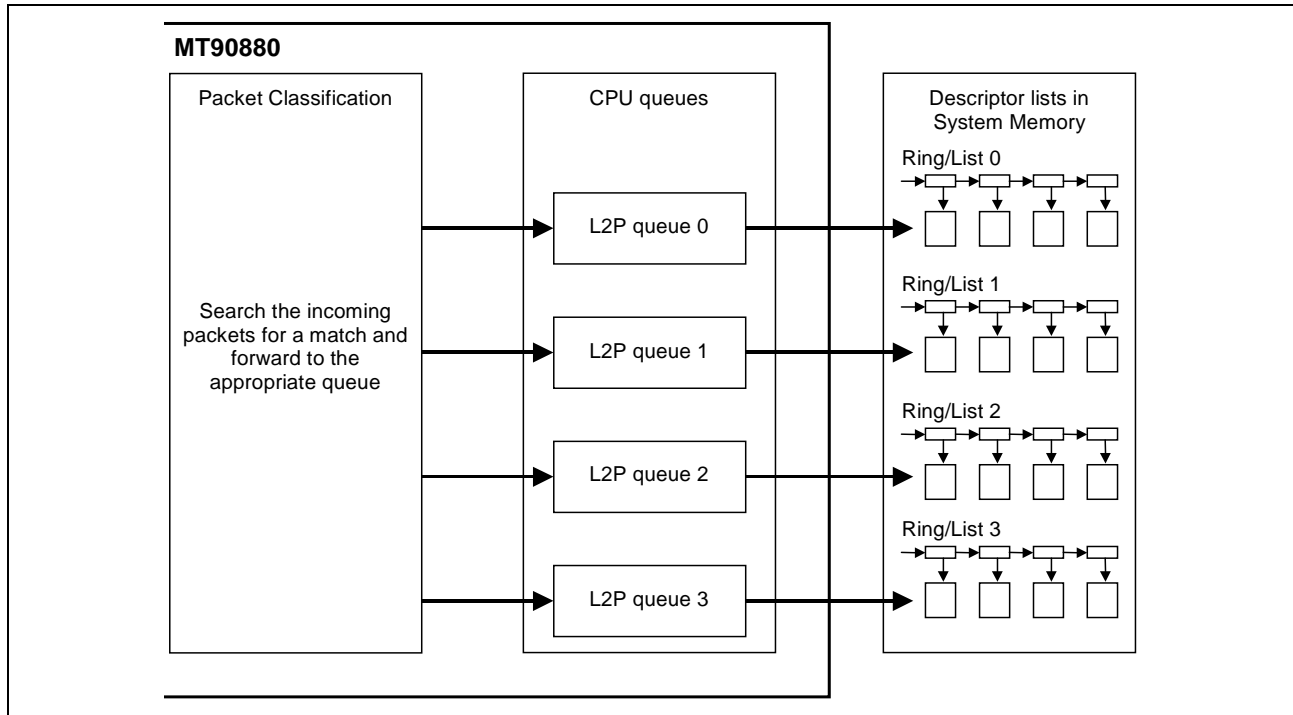 MT90880
Packet Classification
Search the incoming
packets for a match and
forward to the
appropriate queue
CPU queues
L2P queue 0
L2P queue 1
L2P queue 2
L2P queue 3
Descriptor lists in
System Memory
Ring/List 0
Ring/List 1
Ring/List 2
Ring/List 3